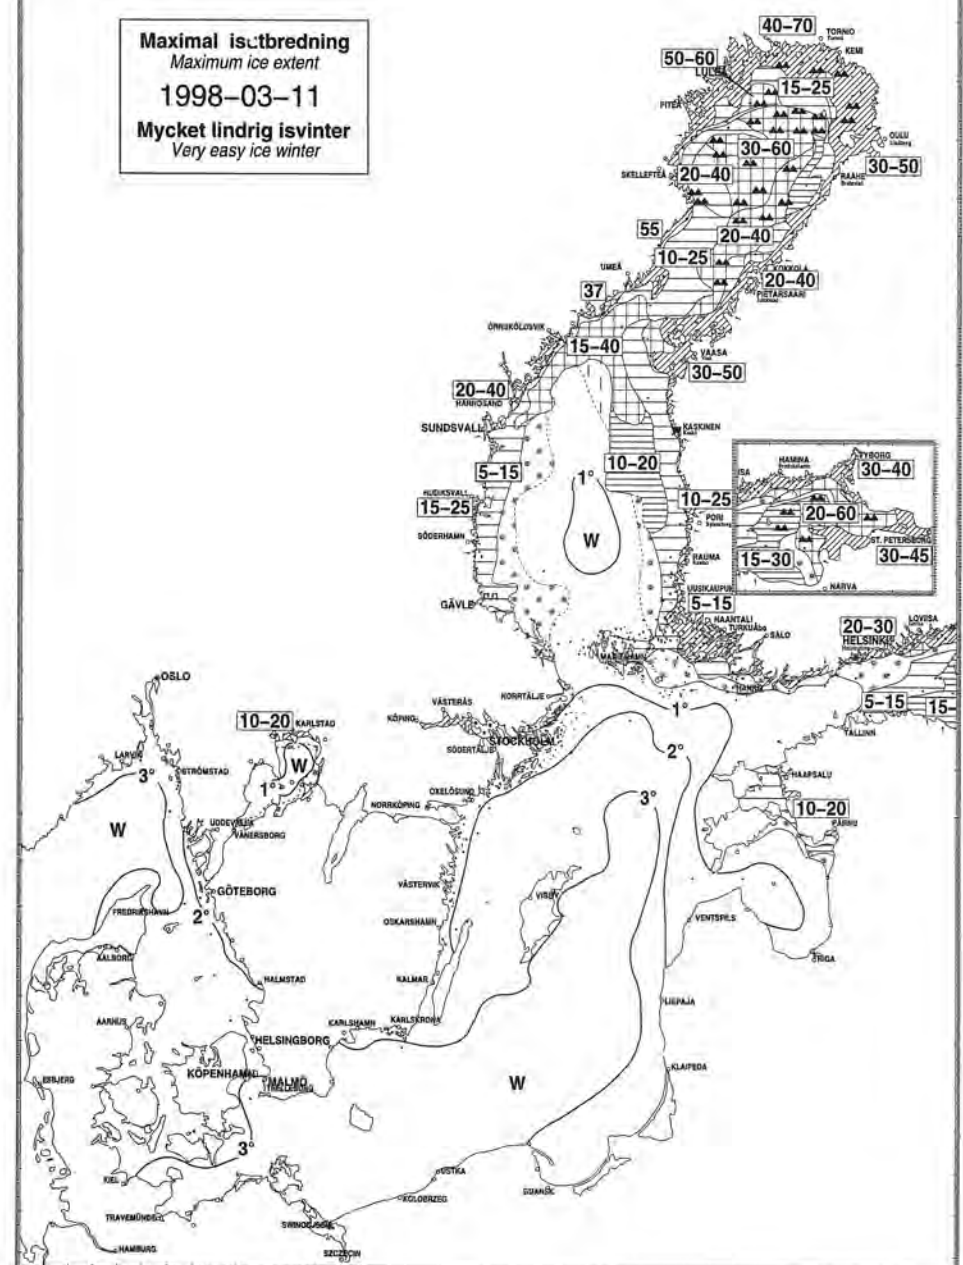 Maximal isutbredning
Maximum ice extent
1998-03-11
Mycket lindrig isvinter
Very easy ice winter
40-70
TORNIO
KEMI
50-60
15-25
PITEÅ
OULU
30-60
30-50
SKELLEFTEÅ
20-40
RAAHE
55
20-40
10-25
UMEÅ
KOKKOLA
20-40
PIETARSAARI
37
ÖRNSKÖLDSVIK
15-40
VAASA
30-50
20-40
HÄRNÖSAND
SUNDSVALL
KASKINEN
HAMINA
VYBORG
5-15
10-20
30-40
1°
HUDIKSVALL
15-25
10-25
20-60
PORI
SÖDERHAMN
W
ST. PETERSBURG
RAUMA
15-30
30-45
UUSIKAUPUNKI
NARVA
GÄVLE
5-15
NAANTALI
TURKU
20-30
LOVIISA
SALO
HELSINKI
OSLO
NORRTÄLJE
HANKO
5-15
15-
VÄSTERÅS
10-20
KARLSTAD
KÖPING
1°
TALLINN
STOCKHOLM
LARVIK
W
SÖDERTÄLJE
2°
3°
STRÖMSTAD
HAAPSALU
1°
OXELÖSUND
3°
NORRKÖPING
10-20
W
UDDEVALLA
PÄRNU
VÄNERSBORG
GÖTEBORG
VÄSTERVIK
VISBY
FREDRIKSHAVN
2°
OSKARSHAMN
VENTSPILS
AALBORG
RIGA
HALMSTAD
KALMAR
LIEPAJA
AARHUS
KARLSHAMN
KARLSKRONA
HELSINGBORG
KLAIPEDA
KÖPENHAMN
MALMÖ
ESBJERG
TRELLEBORG
W
3°
USTKA
KIEL
GDANSK
KOLOBRZEG
TRAVEMÜNDE
SWINOUJSCIE
HAMBURG
SZCZECIN